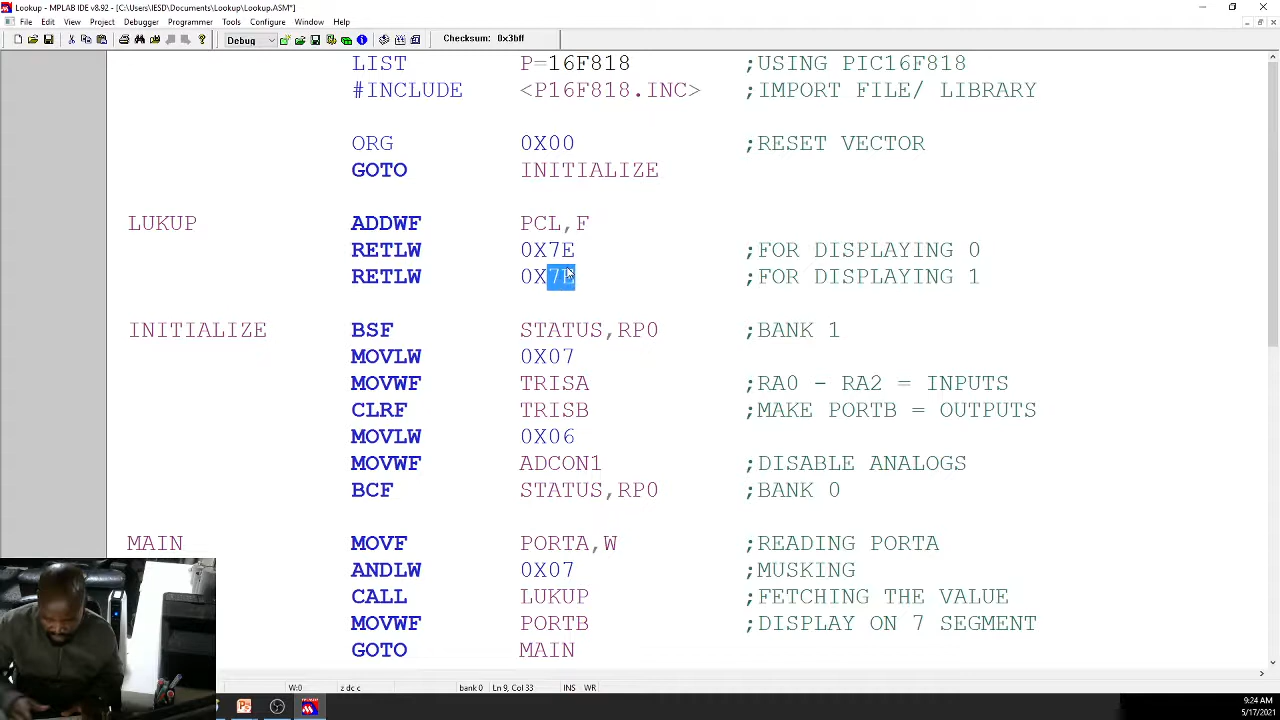 Lookup - MPLAB IDE v8.92 - [C:\Users\IESD\Documents\Lookup\Lookup.ASM*]
File Edit View Project Debugger Programmer Tools Configure Window Help
Debug Checksum: 0x3bff
LIST P=16F818 ;USING PIC16F818
#INCLUDE <P16F818.INC> ;IMPORT FILE/ LIBRARY
ORG 0X00 ;RESET VECTOR
GOTO INITIALIZE
LUKUP ADDWF PCL,F
RETLW 0X7E ;FOR DISPLAYING 0
RETLW 0X7E ;FOR DISPLAYING 1
INITIALIZE BSF STATUS,RP0 ;BANK 1
MOVLW 0X07
MOVWF TRISA ;RA0 - RA2 = INPUTS
CLRF TRISB ;MAKE PORTB = OUTPUTS
MOVLW 0X06
MOVWF ADCON1 ;DISABLE ANALOGS
BCF STATUS,RP0 ;BANK 0
MAIN MOVF PORTA,W ;READING PORTA
ANDLW 0X07 ;MUSKING
CALL LUKUP ;FETCHING THE VALUE
MOVWF PORTB ;DISPLAY ON 7 SEGMENT
GOTO MAIN
W:0 z dc c bank 0 Ln 9, Col 33 INS WR
9:24 AM
5/17/2021